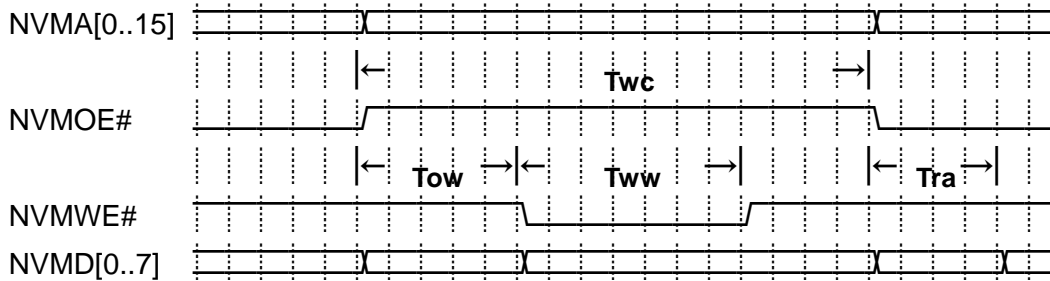 NVMA[0..15]
Twc
NVMOE#
Tow Tww Tra
NVMWE#
NVMD[0..7]